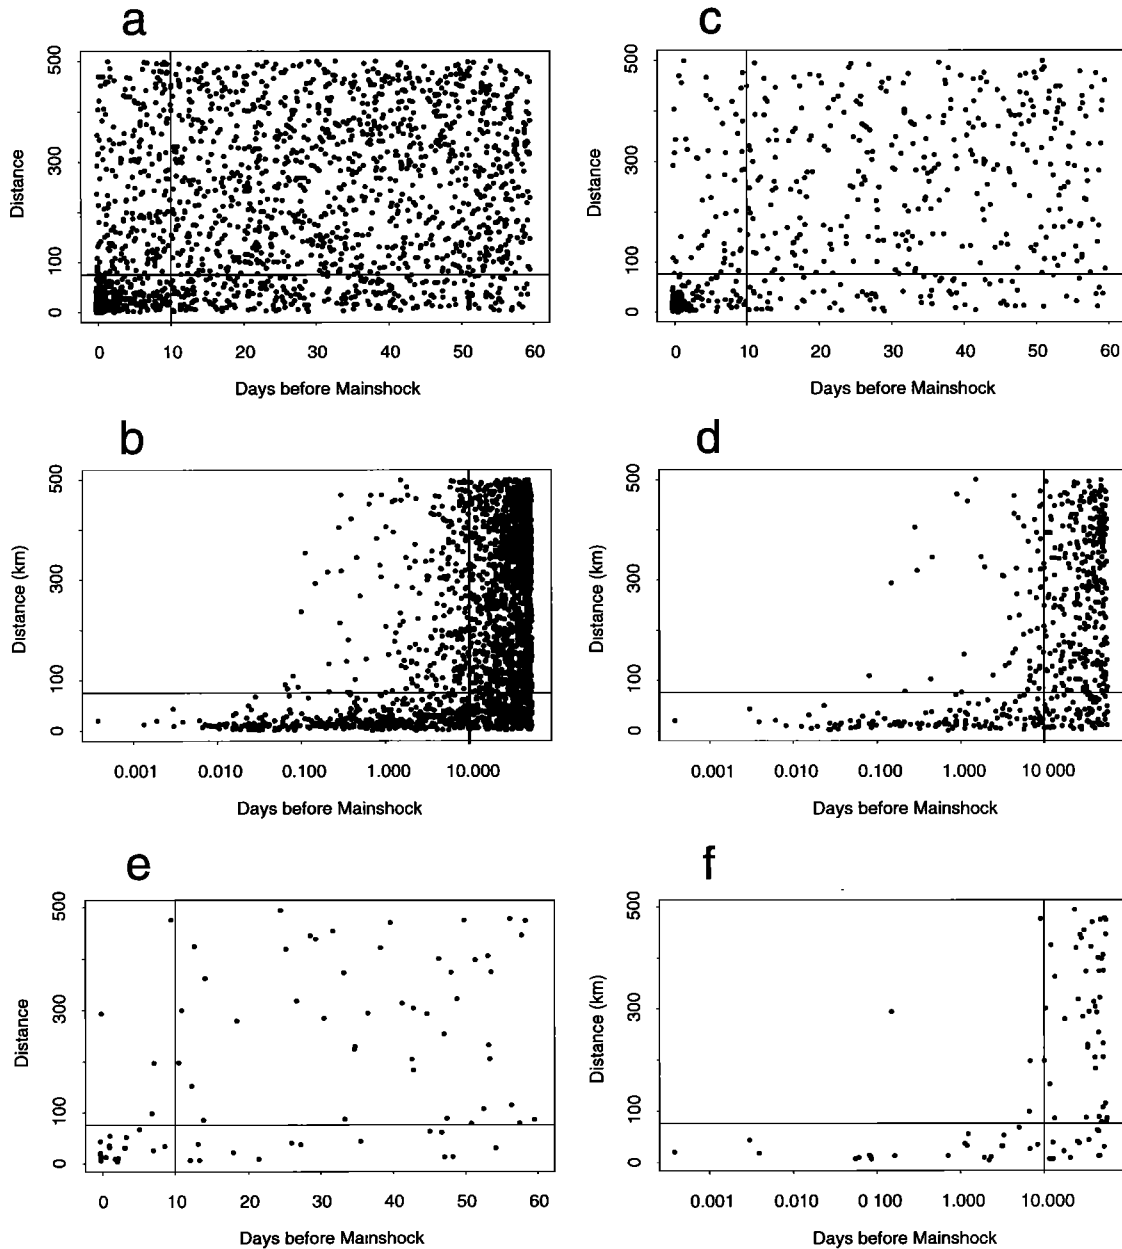 a
500
300
100
0
Distance
0 10 20 30 40 50 60
Days before Mainshock
c
500
300
100
0
Distance
0 10 20 30 40 50 60
Days before Mainshock
b
500
300
100
0
Distance (km)
0.001 0.010 0.100 1.000 10.000
Days before Mainshock
d
500
300
100
0
Distance (km)
0.001 0.010 0.100 1.000 10 000
Days before Mainshock
e
500
300
100
0
Distance
0 10 20 30 40 50 60
Days before Mainshock
f
500
300
100
0
Distance (km)
0.001 0.010 0.100 1.000 10.000
Days before Mainshock